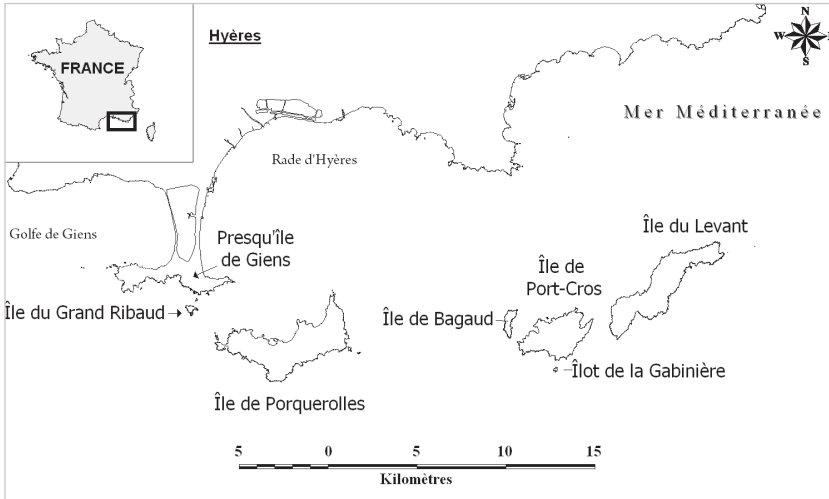 Hyères
FRANCE
N
W
E
S
Mer Méditerranée
Rade d'Hyères
Golfe de Giens
Presqu'île
de Giens
Île du Levant
Île de
Port-Cros
Île du Grand Ribaud
Île de Bagaud
Îlot de la Gabinière
Île de Porquerolles
5 0 5 10 15
Kilomètres